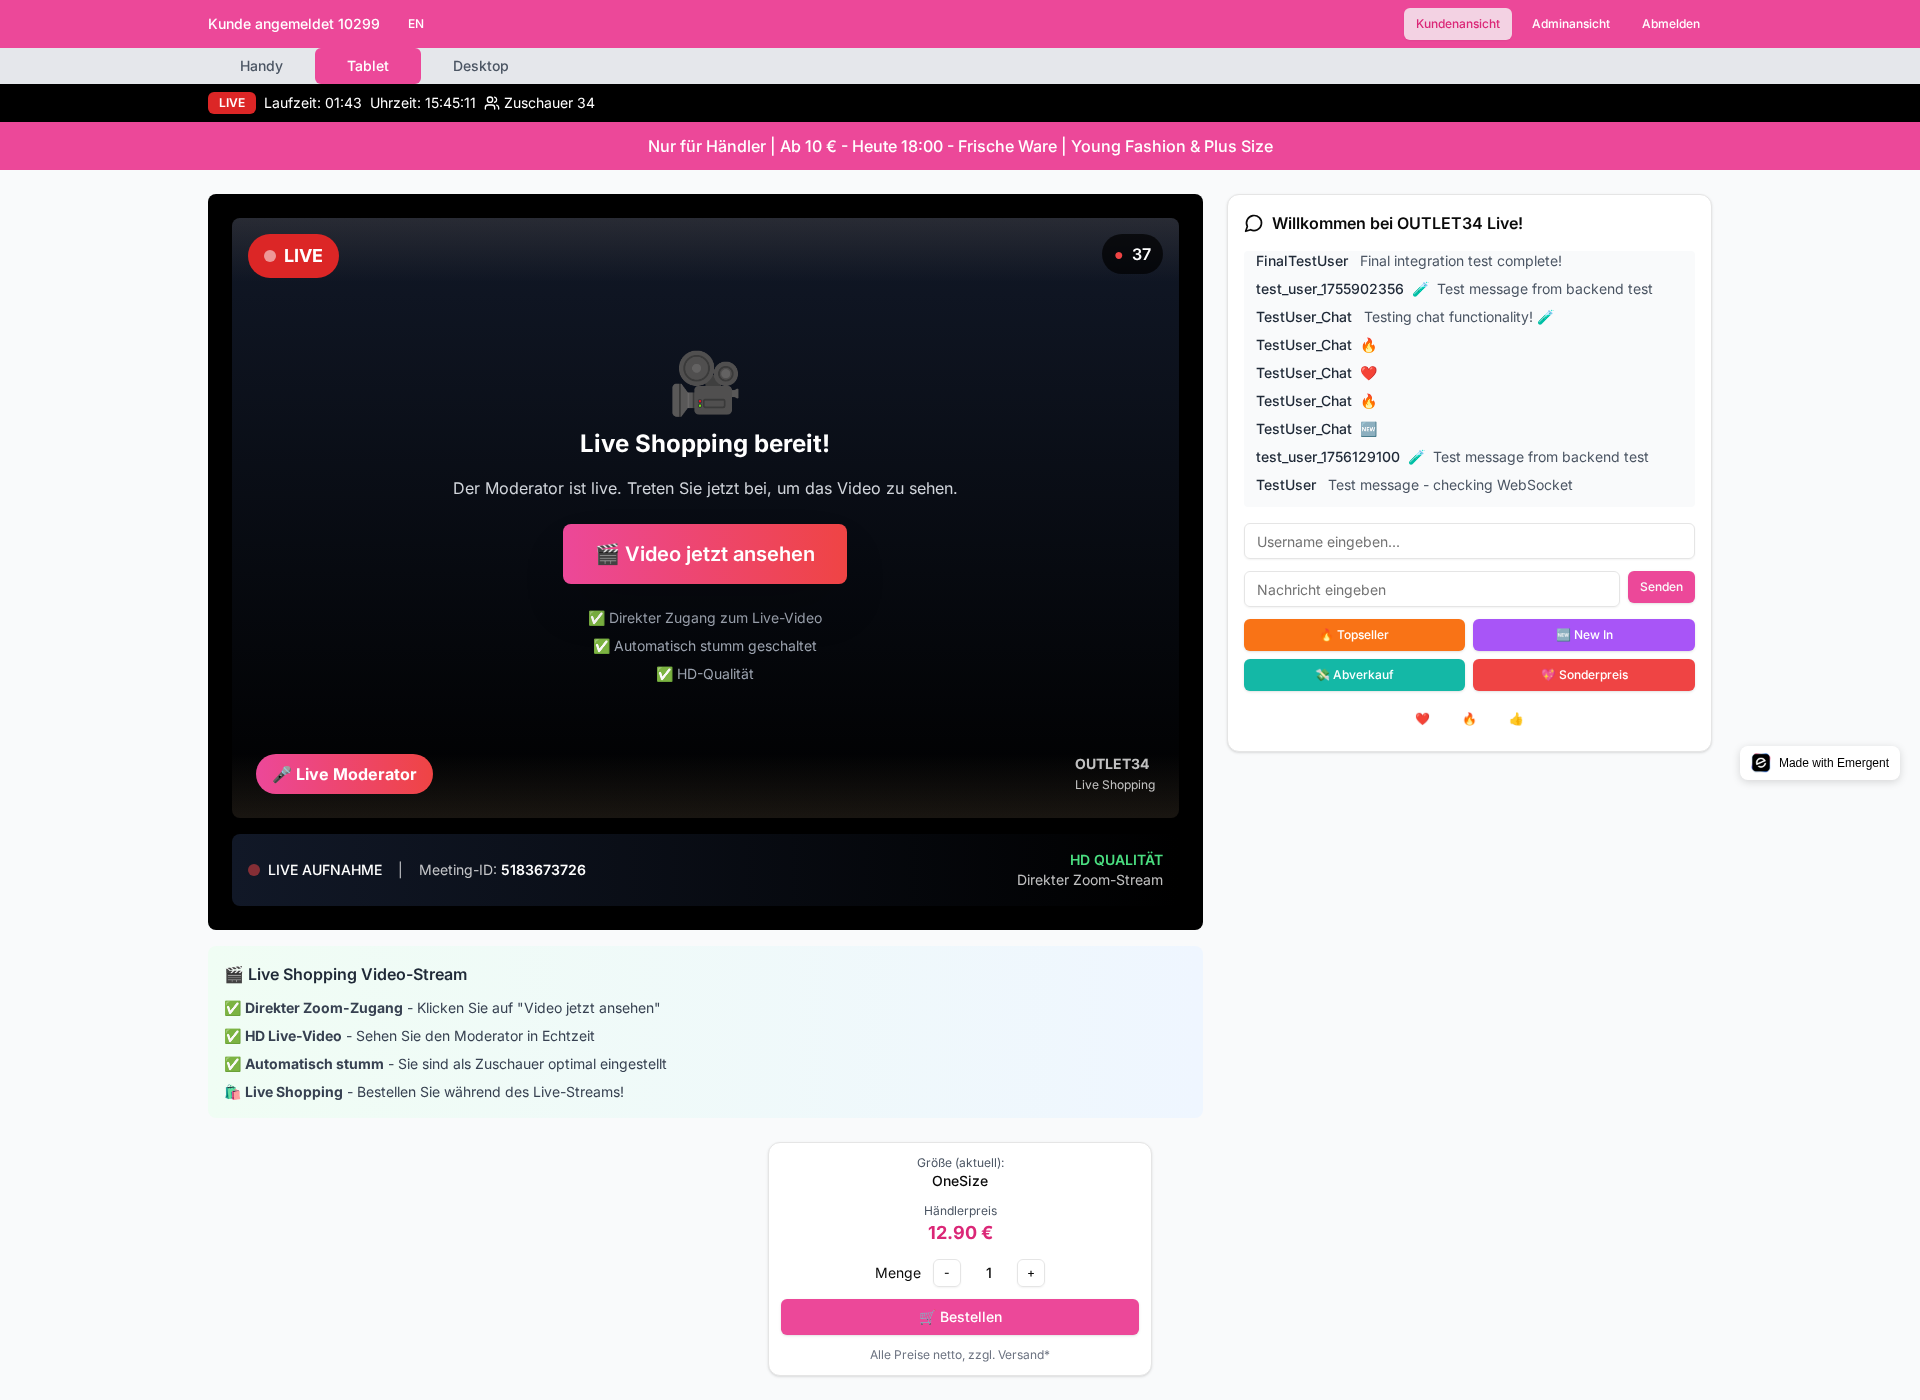 Kunde angemeldet 10299 EN Kundenansicht Adminansicht Abmelden
Handy Tablet Desktop
LIVE Laufzeit: 01:43 Uhrzeit: 15:45:11 Zuschauer 34
Nur für Händler | Ab 10 € - Heute 18:00 - Frische Ware | Young Fashion & Plus Size
LIVE
37
🎥
Live Shopping bereit!
Der Moderator ist live. Treten Sie jetzt bei, um das Video zu sehen.
🎬 Video jetzt ansehen
✅ Direkter Zugang zum Live-Video
✅ Automatisch stumm geschaltet
✅ HD-Qualität
🎤 Live Moderator
OUTLET34
Live Shopping
LIVE AUFNAHME | Meeting-ID: 5183673726
HD QUALITÄT
Direkter Zoom-Stream
Willkommen bei OUTLET34 Live!
FinalTestUser Final integration test complete!
test_user_1755902356 🧪 Test message from backend test
TestUser_Chat Testing chat functionality! 🧪
TestUser_Chat 🔥
TestUser_Chat ❤️
TestUser_Chat 🔥
TestUser_Chat 🆕
test_user_1756129100 🧪 Test message from backend test
TestUser Test message - checking WebSocket
Username eingeben...
Nachricht eingeben Senden
🔥 Topseller 🆕 New In
💸 Abverkauf 💖 Sonderpreis
❤️ 🔥 👍
Made with Emergent
🎬 Live Shopping Video-Stream
✅ Direkter Zoom-Zugang - Klicken Sie auf "Video jetzt ansehen"
✅ HD Live-Video - Sehen Sie den Moderator in Echtzeit
✅ Automatisch stumm - Sie sind als Zuschauer optimal eingestellt
🛍️ Live Shopping - Bestellen Sie während des Live-Streams!
Größe (aktuell):
OneSize
Händlerpreis
12.90 €
Menge - 1 +
🛒 Bestellen
Alle Preise netto, zzgl. Versand*